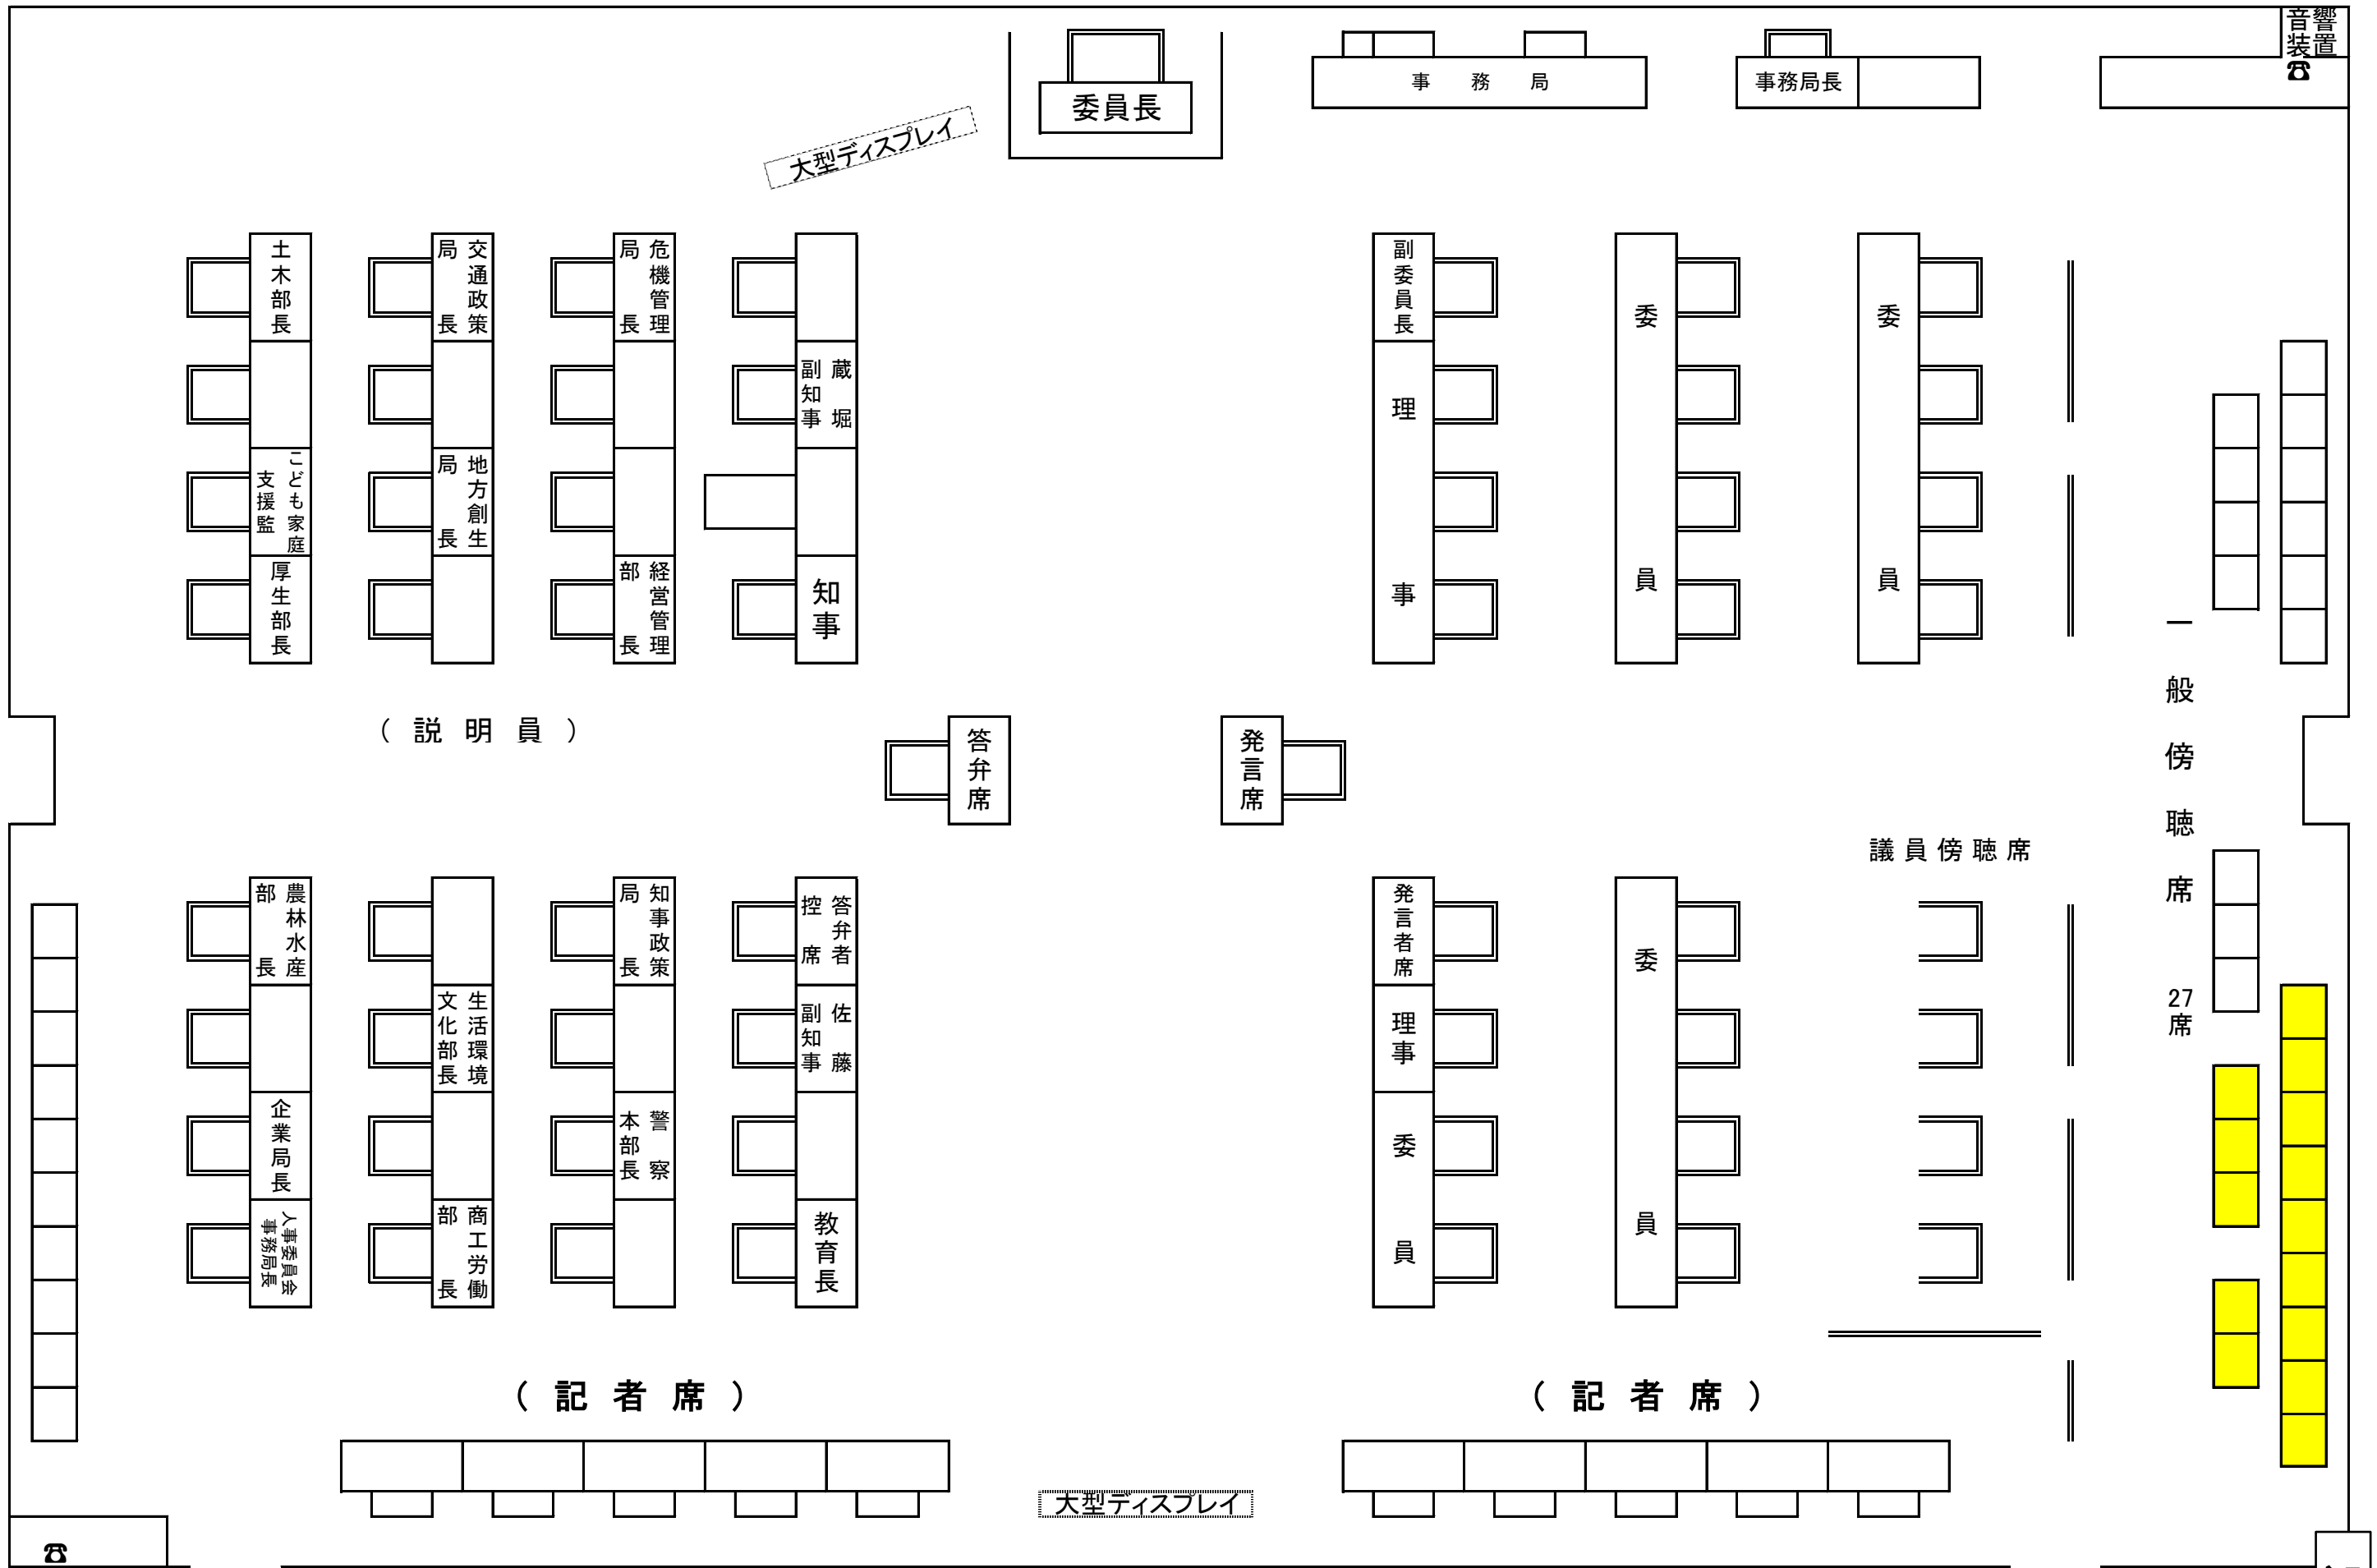 音響
装置
☎
委員長
事務局
事務局長
大型ディスプレイ
土木部長
交通政策
局長
危機管理
局長
副委員長
委員
委員
蔵堀
副知事
理事
こども家庭
支援監
地方創生
局長
厚生部長
経営管理
部長
知事
（説明員）
答弁席
発言席
一般傍聴席
27
席
議員傍聴席
農林水産
部長
知事政策
局長
答弁者
控席
発言者席
委員
生活環境
文化部長
佐藤
副知事
理事
企業局長
警察
本部長
委員
人事委員会
事務局長
商工労働
部長
教育長
（記者席）
（記者席）
大型ディスプレイ
☎